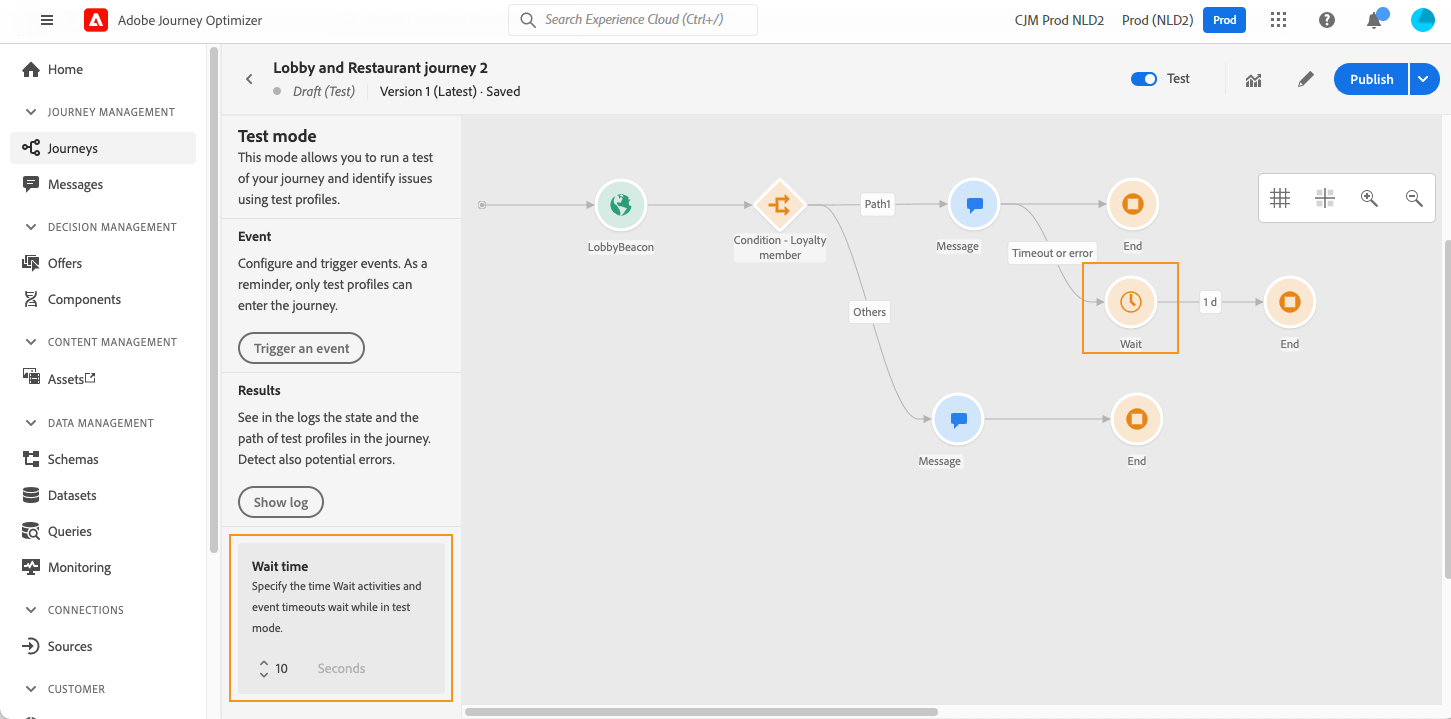 Adobe Journey Optimizer
Search Experience Cloud (Ctrl+/)
CJM Prod NLD2
Prod (NLD2)
Prod
Home
JOURNEY MANAGEMENT
Journeys
Messages
DECISION MANAGEMENT
Offers
Components
CONTENT MANAGEMENT
Assets
DATA MANAGEMENT
Schemas
Datasets
Queries
Monitoring
CONNECTIONS
Sources
CUSTOMER
Lobby and Restaurant journey 2
Draft (Test)
Version 1 (Latest) · Saved
Test
Publish
Test mode
This mode allows you to run a test
of your journey and identify issues
using test profiles.
Event
Configure and trigger events. As a
reminder, only test profiles can
enter the journey.
Trigger an event
Results
See in the logs the state and the
path of test profiles in the journey.
Detect also potential errors.
Show log
Wait time
Specify the time Wait activities and
event timeouts wait while in test
mode.
10 Seconds
LobbyBeacon
Condition - Loyalty
member
Path1
Message
End
Timeout or error
Wait
1 d
End
Others
Message
End